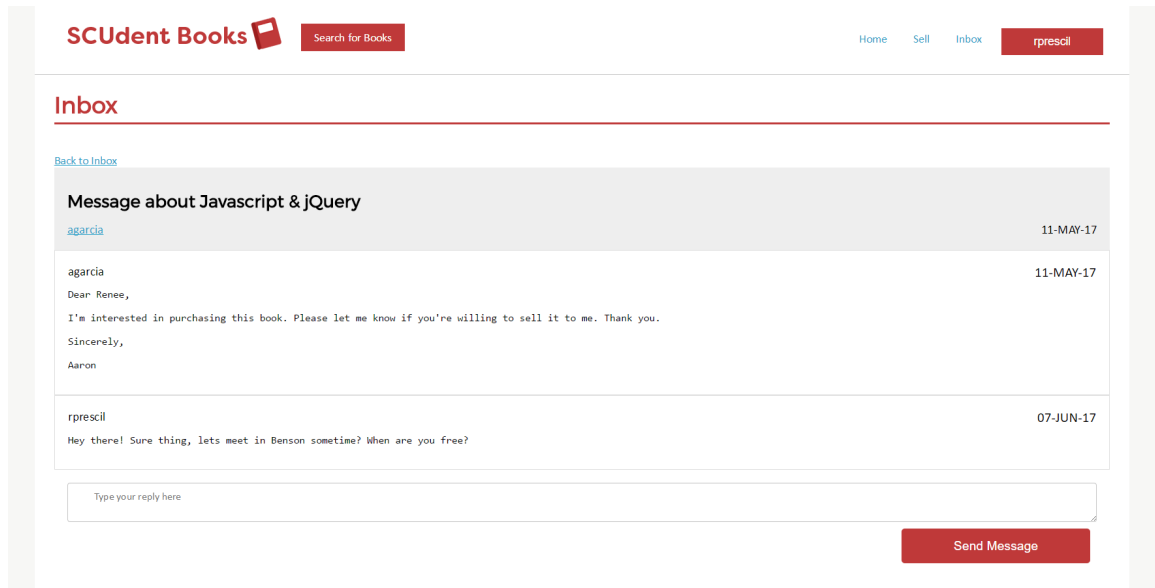 SCUdent Books
Search for Books
Home Sell Inbox rprescil
Inbox
Back to Inbox
Message about Javascript & jQuery
agarcia 11-MAY-17
agarcia 11-MAY-17
Dear Renee,
I'm interested in purchasing this book. Please let me know if you're willing to sell it to me. Thank you.
Sincerely,
Aaron
rprescil 07-JUN-17
Hey there! Sure thing, lets meet in Benson sometime? When are you free?
Type your reply here
Send Message